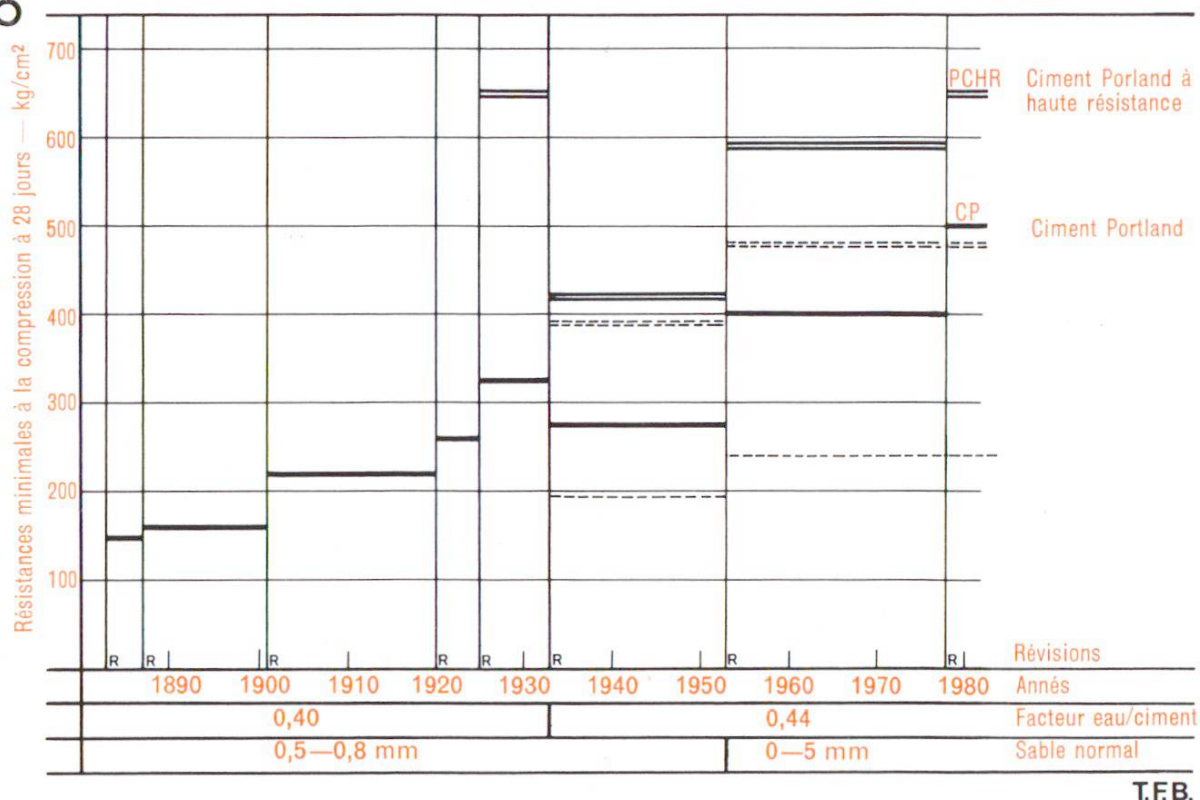 O
Résistances minimales à la compression à 28 jours — kg/cm²
700
600
500
400
300
200
100
PCHR Ciment Porland à
haute résistance
CP Ciment Portland
R R R R R R R R Révisions
1890 1900 1910 1920 1930 1940 1950 1960 1970 1980 Annés
0,40 0,44 Facteur eau/ciment
0,5—0,8 mm 0—5 mm Sable normal
T.F.B.